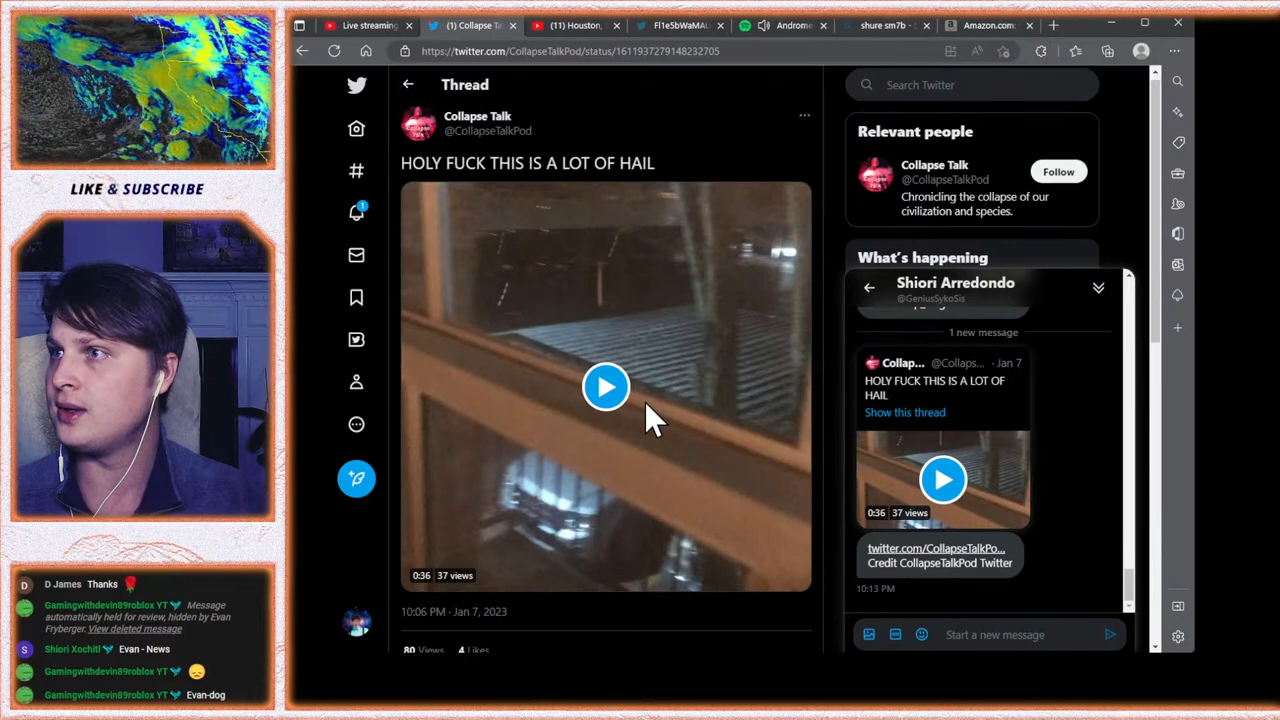 Live streaming
(1) Collapse Ta
(11) Houston,
Fl1e5bWaMAU
Androme
shure sm7b -
Amazon.com:
https://twitter.com/CollapseTalkPod/status/1611937279148232705
LIKE & SUBSCRIBE
Thread
Search Twitter
Collapse Talk
@CollapseTalkPod
HOLY FUCK THIS IS A LOT OF HAIL
0:36 37 views
10:06 PM · Jan 7, 2023
80 Views 4 Likes
1
Relevant people
Collapse Talk
@CollapseTalkPod
Follow
Chronicling the collapse of our
civilization and species.
What's happening
Shiori Arredondo
@GeniusSykoSis
1 new message
Collap... @Collaps... · Jan 7
HOLY FUCK THIS IS A LOT OF
HAIL
Show this thread
0:36 37 views
twitter.com/CollapseTalkPo...
Credit CollapseTalkPod Twitter
10:13 PM
Start a new message
D D James Thanks
Gamingwithdevin89roblox YT Message
automatically held for review, hidden by Evan
Fryberger. View deleted message
S Shiori Xochitl Evan - News
Gamingwithdevin89roblox YT
Gamingwithdevin89roblox YT Evan-dog